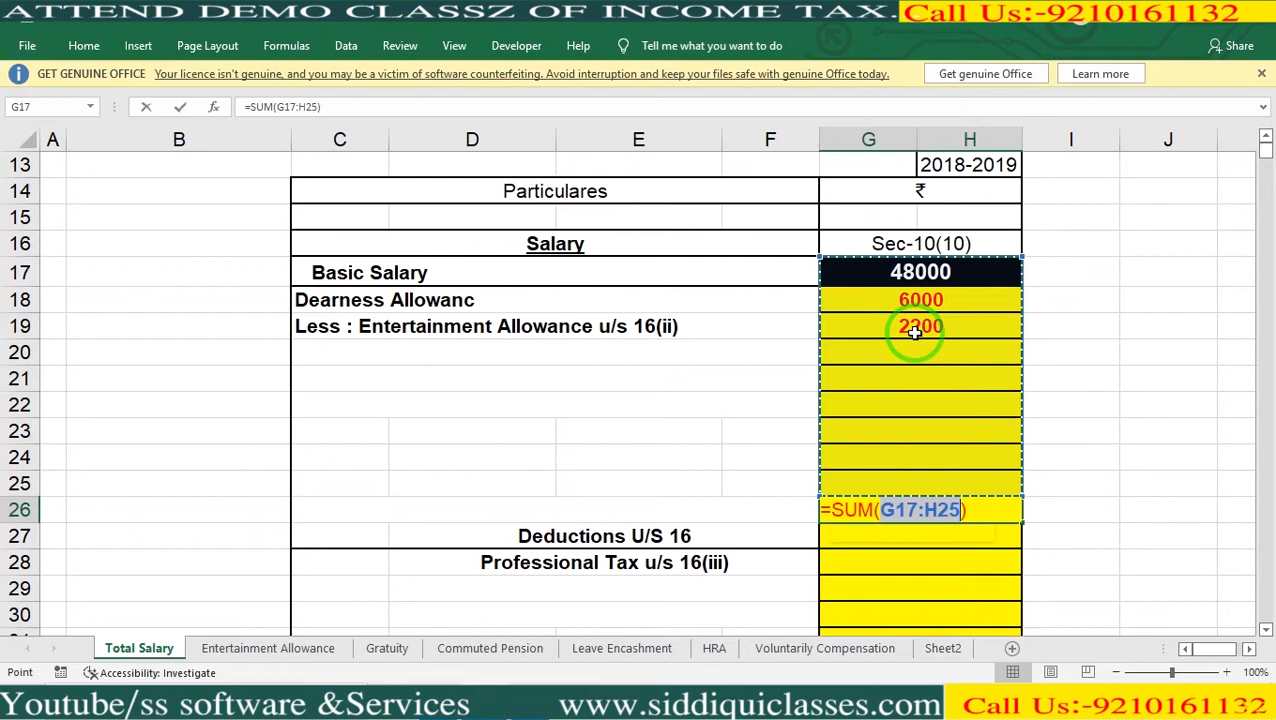 ATTEND DEMO CLASSZ OF INCOME TAX. Call Us:-9210161132
File Home Insert Page Layout Formulas Data Review View Developer Help Tell me what you want to do Share
GET GENUINE OFFICE Your licence isn't genuine, and you may be a victim of software counterfeiting. Avoid interruption and keep your files safe with genuine Office today. Get genuine Office Learn more
G17 fx =SUM(G17:H25)
A B C D E F G H I J
13 2018-2019
14 Particulares ₹
15
16 Salary Sec-10(10)
17 Basic Salary 48000
18 Dearness Allowanc 6000
19 Less : Entertainment Allowance u/s 16(ii)
20
21
22
23
24
25
26 =SUM(G17:H25)
27 Deductions U/S 16
28 Professional Tax u/s 16(iii)
29
30
Total Salary Entertainment Allowance Gratuity Commuted Pension Leave Encashment HRA Voluntarily Compensation Sheet2
Point Accessibility: Investigate 100%
Youtube/ss software &Services www.siddiquiclasses.com Call Us:-9210161132